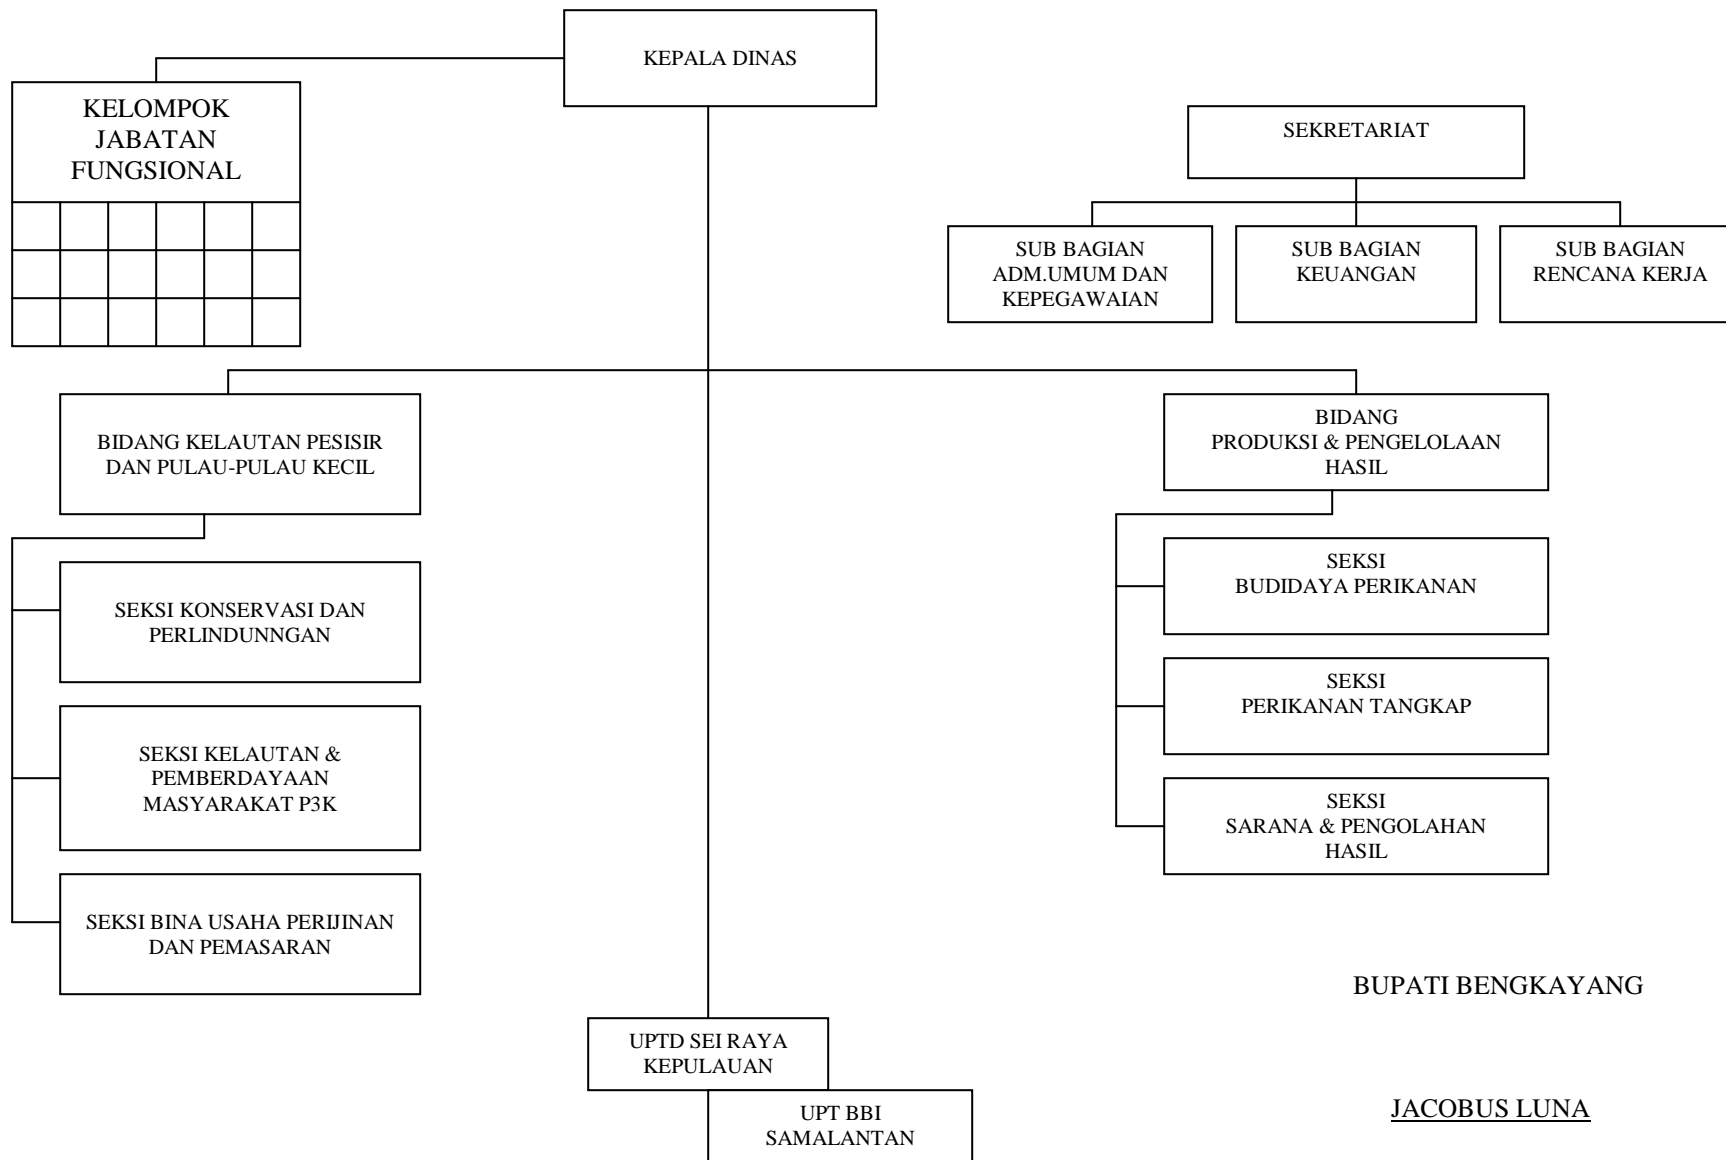 KEPALA DINAS
KELOMPOK
JABATAN
FUNGSIONAL
SEKRETARIAT
SUB BAGIAN
ADM.UMUM DAN
KEPEGAWAIAN
SUB BAGIAN
KEUANGAN
SUB BAGIAN
RENCANA KERJA
BIDANG KELAUTAN PESISIR
DAN PULAU-PULAU KECIL
SEKSI KONSERVASI DAN
PERLINDUNNGAN
SEKSI KELAUTAN &
PEMBERDAYAAN
MASYARAKAT P3K
SEKSI BINA USAHA PERIJINAN
DAN PEMASARAN
BIDANG
PRODUKSI & PENGELOLAAN
HASIL
SEKSI
BUDIDAYA PERIKANAN
SEKSI
PERIKANAN TANGKAP
SEKSI
SARANA & PENGOLAHAN
HASIL
UPTD SEI RAYA
KEPULAUAN
UPT BBI
SAMALANTAN
BUPATI BENGKAYANG
JACOBUS LUNA